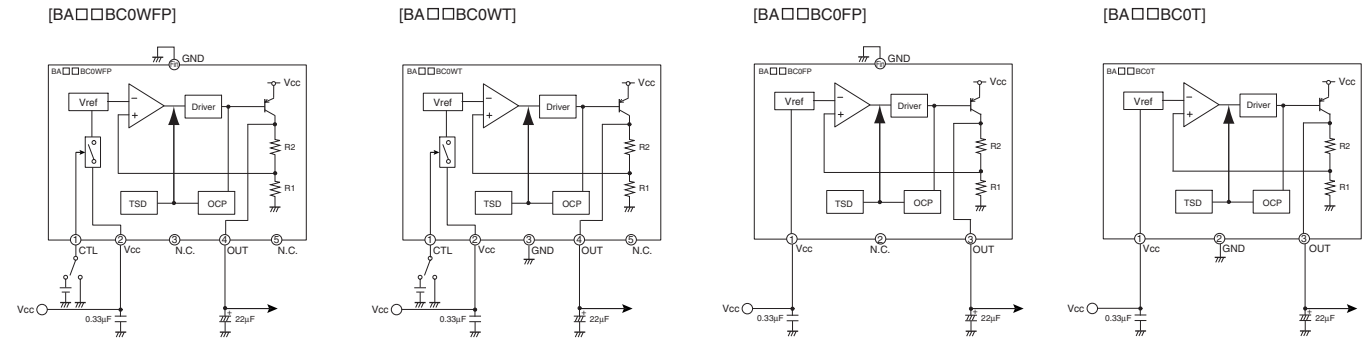 [BA□□BC0WFP]
GND
Fin
BA□□BC0WFP
Vcc
Vref
−
+
Driver
R2
R1
TSD
OCP
1 2 3 4 5
CTL Vcc N.C. OUT N.C.
Vcc
0.33µF
+
22µF
[BA□□BC0WT]
BA□□BC0WT
Vcc
Vref
−
+
Driver
R2
R1
TSD
OCP
1 2 3 4 5
CTL Vcc GND OUT N.C.
Vcc
0.33µF
+
22µF
[BA□□BC0FP]
GND
Fin
BA□□BC0FP
Vcc
Vref
−
+
Driver
R2
R1
TSD
OCP
1 2 3
Vcc N.C. OUT
Vcc
0.33µF
+
22µF
[BA□□BC0T]
BA□□BC0T
Vcc
Vref
−
+
Driver
R2
R1
TSD
OCP
1 2 3
Vcc GND OUT
Vcc
0.33µF
+
22µF